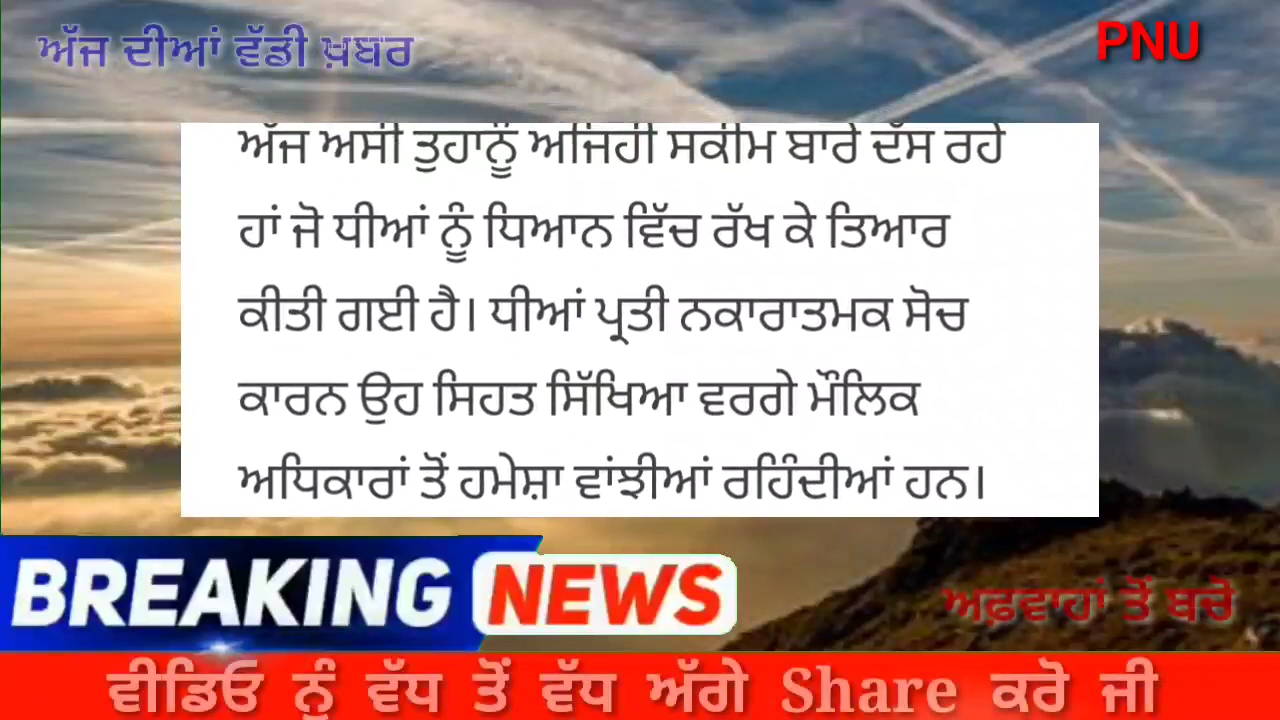 ਅੱਜ ਦੀਆਂ ਵੱਡੀ ਖ਼ਬਰ
PNU
ਅੱਜ ਅਸੀਂ ਤੁਹਾਨੂੰ ਅਜਿਹੀ ਸਕੀਮ ਬਾਰੇ ਦੱਸ ਰਹੇ
ਹਾਂ ਜੋ ਧੀਆਂ ਨੂੰ ਧਿਆਨ ਵਿੱਚ ਰੱਖ ਕੇ ਤਿਆਰ
ਕੀਤੀ ਗਈ ਹੈ। ਧੀਆਂ ਪ੍ਰਤੀ ਨਕਾਰਾਤਮਕ ਸੋਚ
ਕਾਰਨ ਉਹ ਸਿਹਤ ਸਿੱਖਿਆ ਵਰਗੇ ਮੌਲਿਕ
ਅਧਿਕਾਰਾਂ ਤੋਂ ਹਮੇਸ਼ਾ ਵਾਂਝੀਆਂ ਰਹਿੰਦੀਆਂ ਹਨ।
BREAKING NEWS
ਅਫ਼ਵਾਹਾਂ ਤੋਂ ਬਚੋ
ਵੀਡਿਓ ਨੂੰ ਵੱਧ ਤੋਂ ਵੱਧ ਅੱਗੇ Share ਕਰੋ ਜੀ